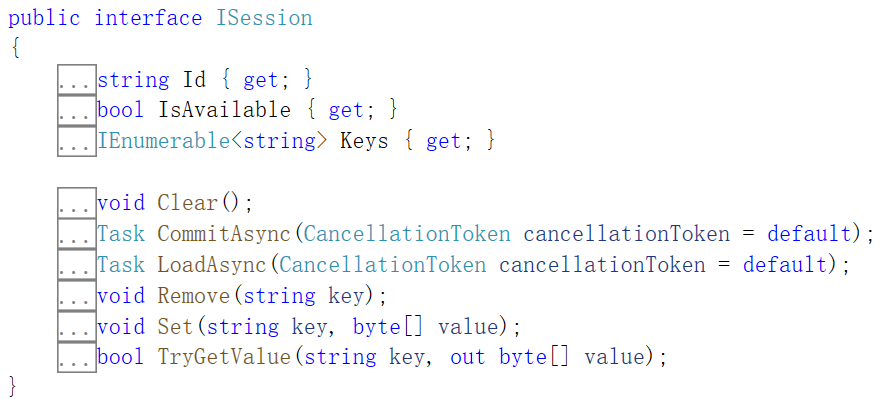 public interface ISession
{
...string Id { get; }
...bool IsAvailable { get; }
...IEnumerable<string> Keys { get; }
...void Clear();
...Task CommitAsync(CancellationToken cancellationToken = default);
...Task LoadAsync(CancellationToken cancellationToken = default);
...void Remove(string key);
...void Set(string key, byte[] value);
...bool TryGetValue(string key, out byte[] value);
}